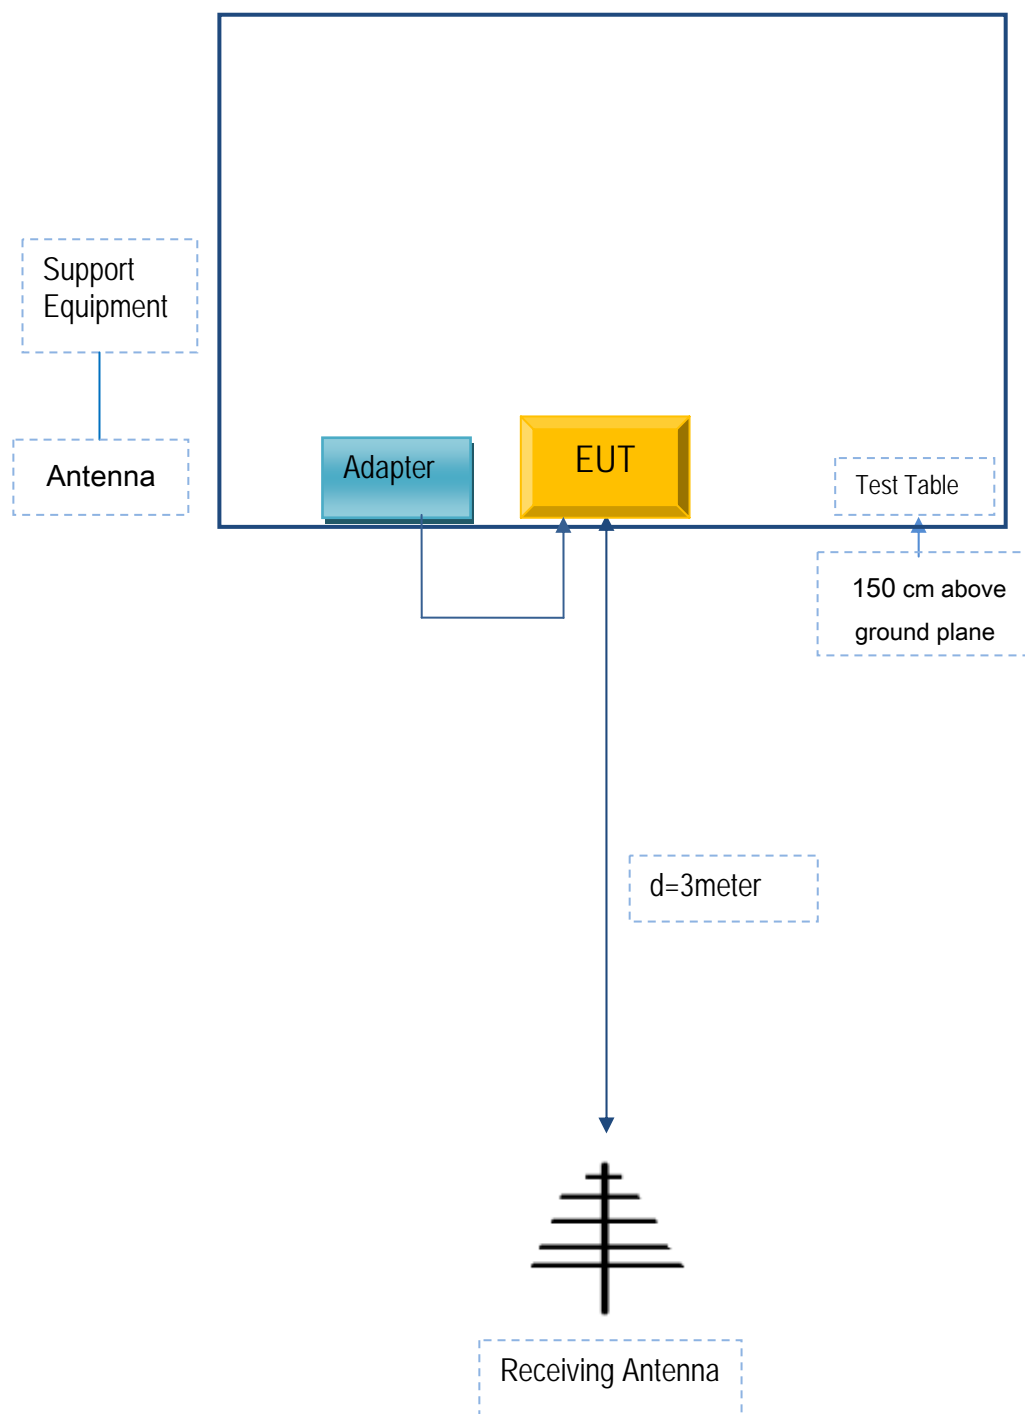 Support
Equipment
Antenna
Adapter
EUT
Test Table
150 cm above
ground plane
d=3meter
Receiving Antenna